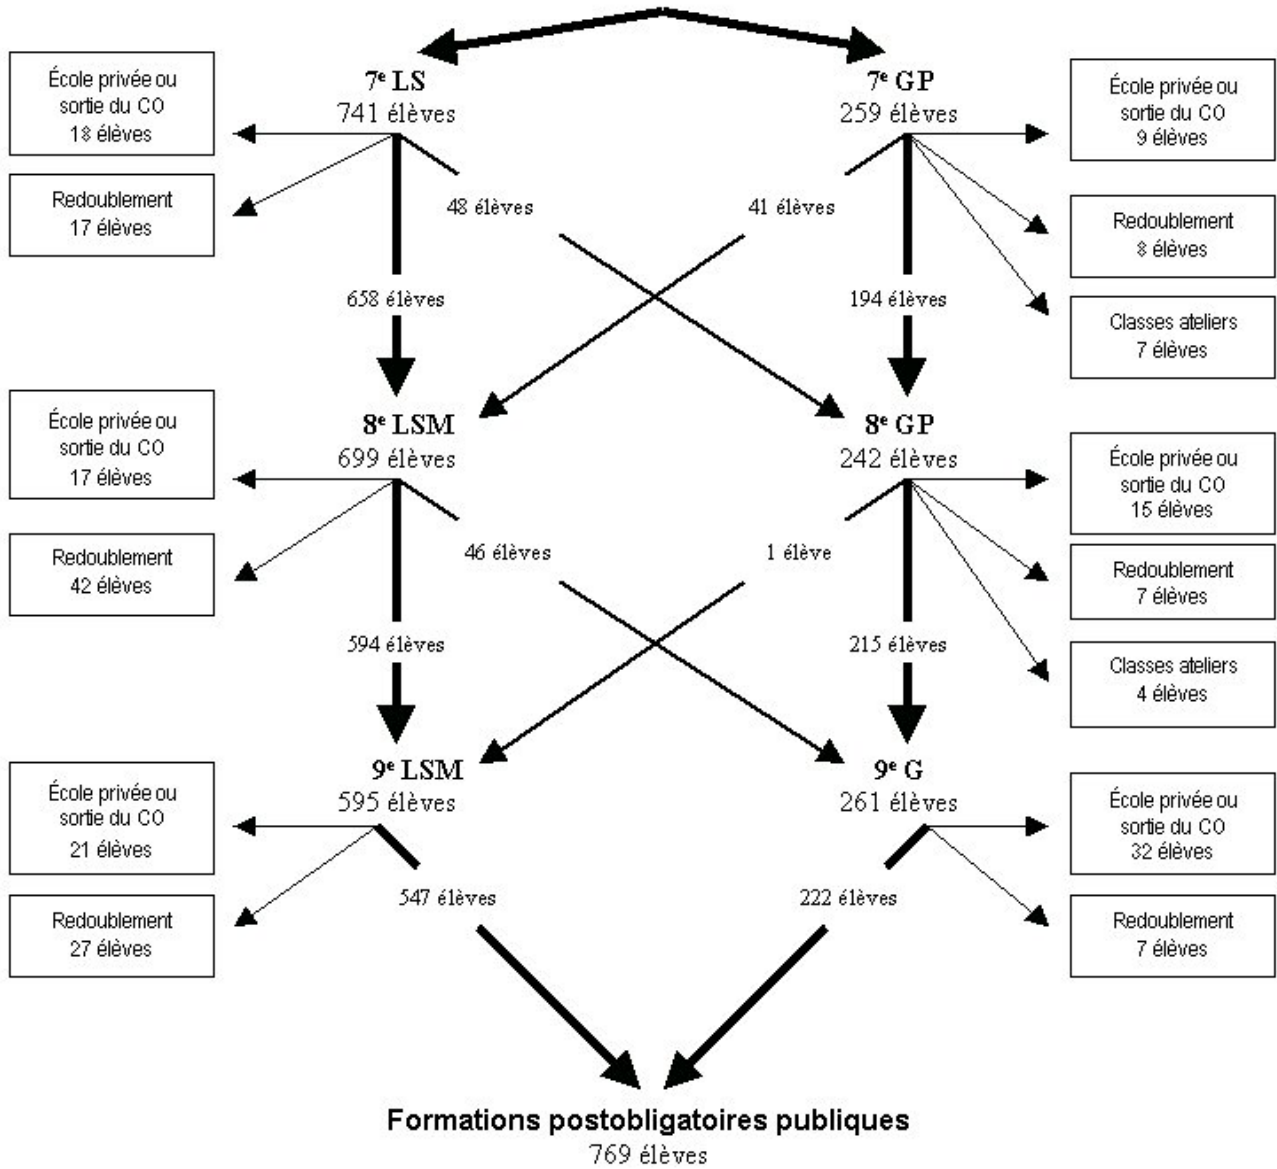 7e LS
741 élèves
7e GP
259 élèves
École privée ou
sortie du CO
18 élèves
École privée ou
sortie du CO
9 élèves
Redoublement
17 élèves
48 élèves
41 élèves
Redoublement
8 élèves
658 élèves
194 élèves
Classes ateliers
7 élèves
8e LSM
699 élèves
8e GP
242 élèves
École privée ou
sortie du CO
17 élèves
École privée ou
sortie du CO
15 élèves
Redoublement
42 élèves
46 élèves
1 élève
Redoublement
7 élèves
594 élèves
215 élèves
Classes ateliers
4 élèves
9e LSM
595 élèves
9e G
261 élèves
École privée ou
sortie du CO
21 élèves
École privée ou
sortie du CO
32 élèves
Redoublement
27 élèves
547 élèves
222 élèves
Redoublement
7 élèves
Formations postobligatoires publiques
769 élèves